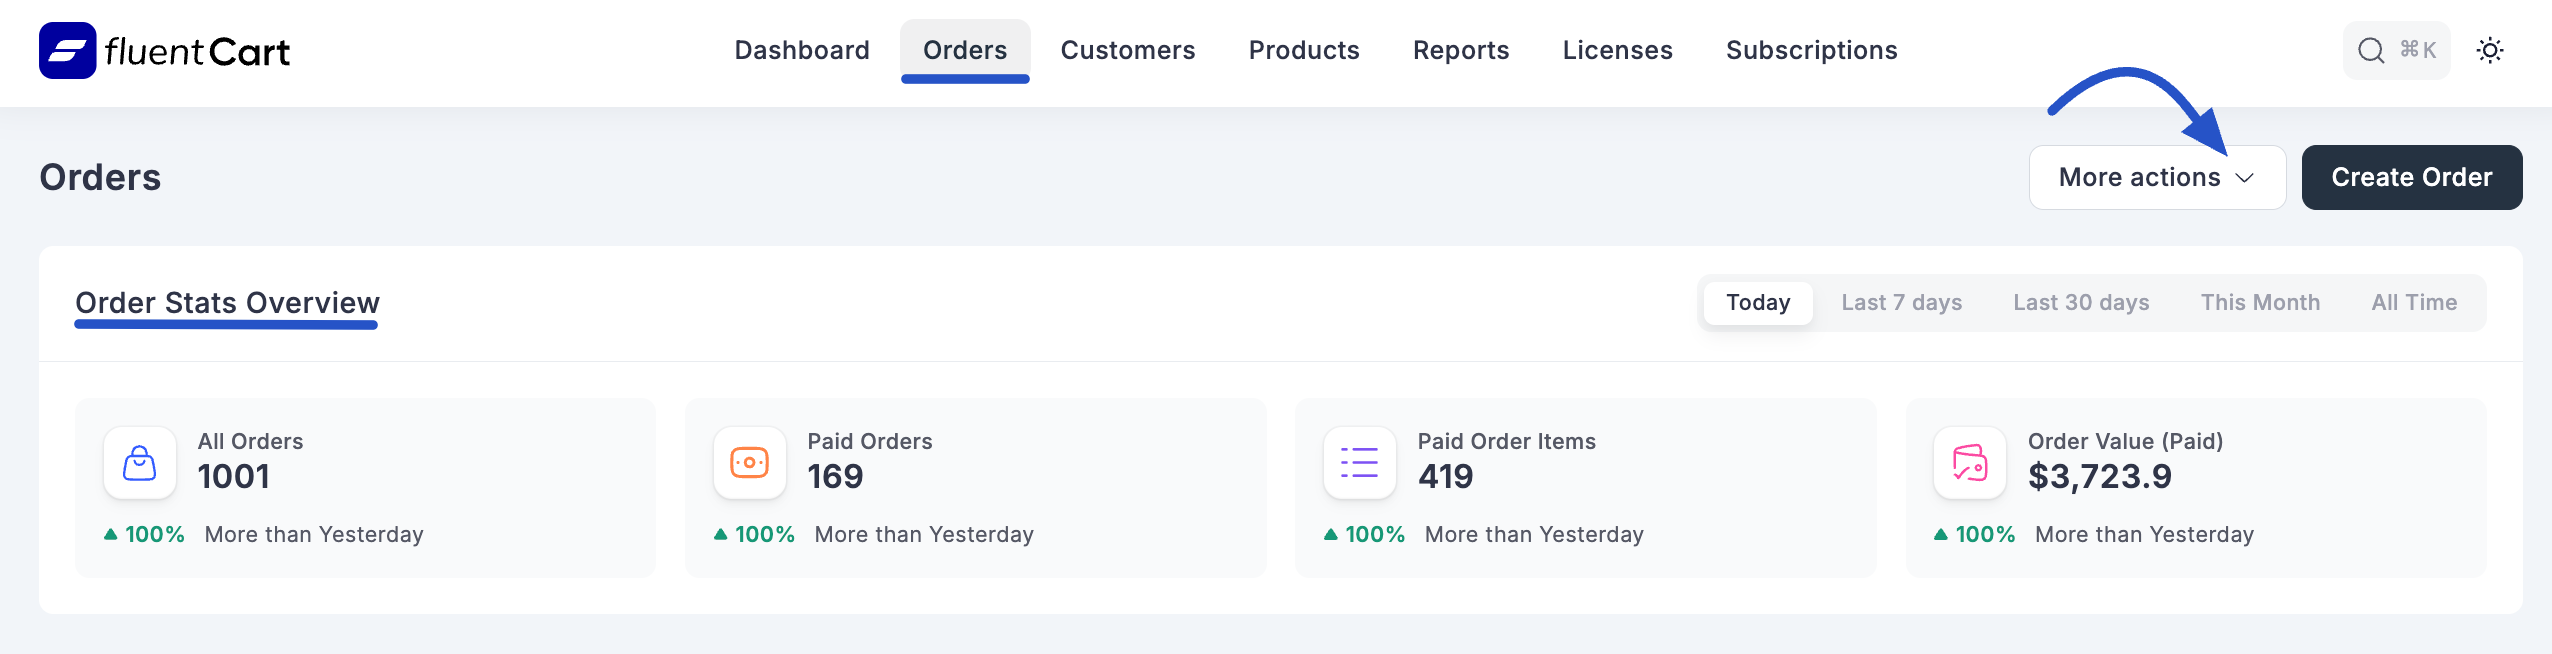 fluentCart
Dashboard Orders Customers Products Reports Licenses Subscriptions ⌘K
Orders
More actions
Create Order
Order Stats Overview
Today Last 7 days Last 30 days This Month All Time
All Orders
1001
100% More than Yesterday
Paid Orders
169
100% More than Yesterday
Paid Order Items
419
100% More than Yesterday
Order Value (Paid)
$3,723.9
100% More than Yesterday